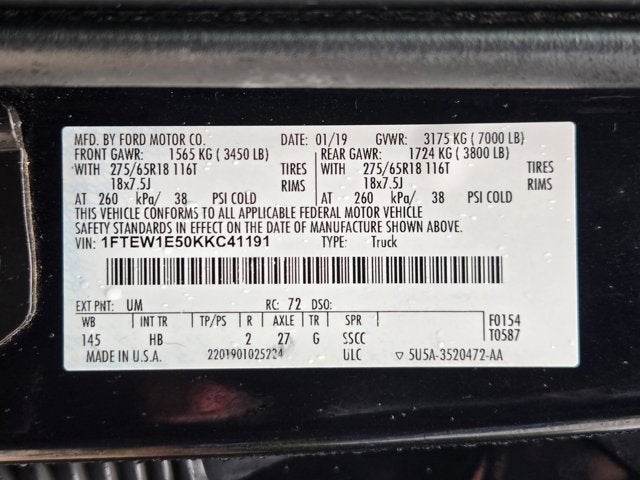 MFD. BY FORD MOTOR CO. DATE: 01/19 GVWR: 3175 KG ( 7000 LB)
FRONT GAWR: 1565 KG ( 3450 LB) REAR GAWR: 1724 KG ( 3800 LB)
WITH 275/65R18 116T TIRES WITH 275/65R18 116T TIRES
18x7.5J RIMS 18x7.5J RIMS
AT 260 kPa/ 38 PSI COLD AT 260 kPa/ 38 PSI COLD
THIS VEHICLE CONFORMS TO ALL APPLICABLE FEDERAL MOTOR VEHICLE
SAFETY STANDARDS IN EFFECT ON THE DATE OF MANUFACTURE SHOWN ABOVE.
VIN: 1FTEW1E50KKC41191 TYPE: Truck
EXT PNT: UM RC: 72 DSO:
WB INT TR TP/PS R AXLE TR SPR F0154
145 HB 2 27 G SSCC T0587
MADE IN U.S.A. 2201901025224 ULC ▽ 5U5A-3520472-AA